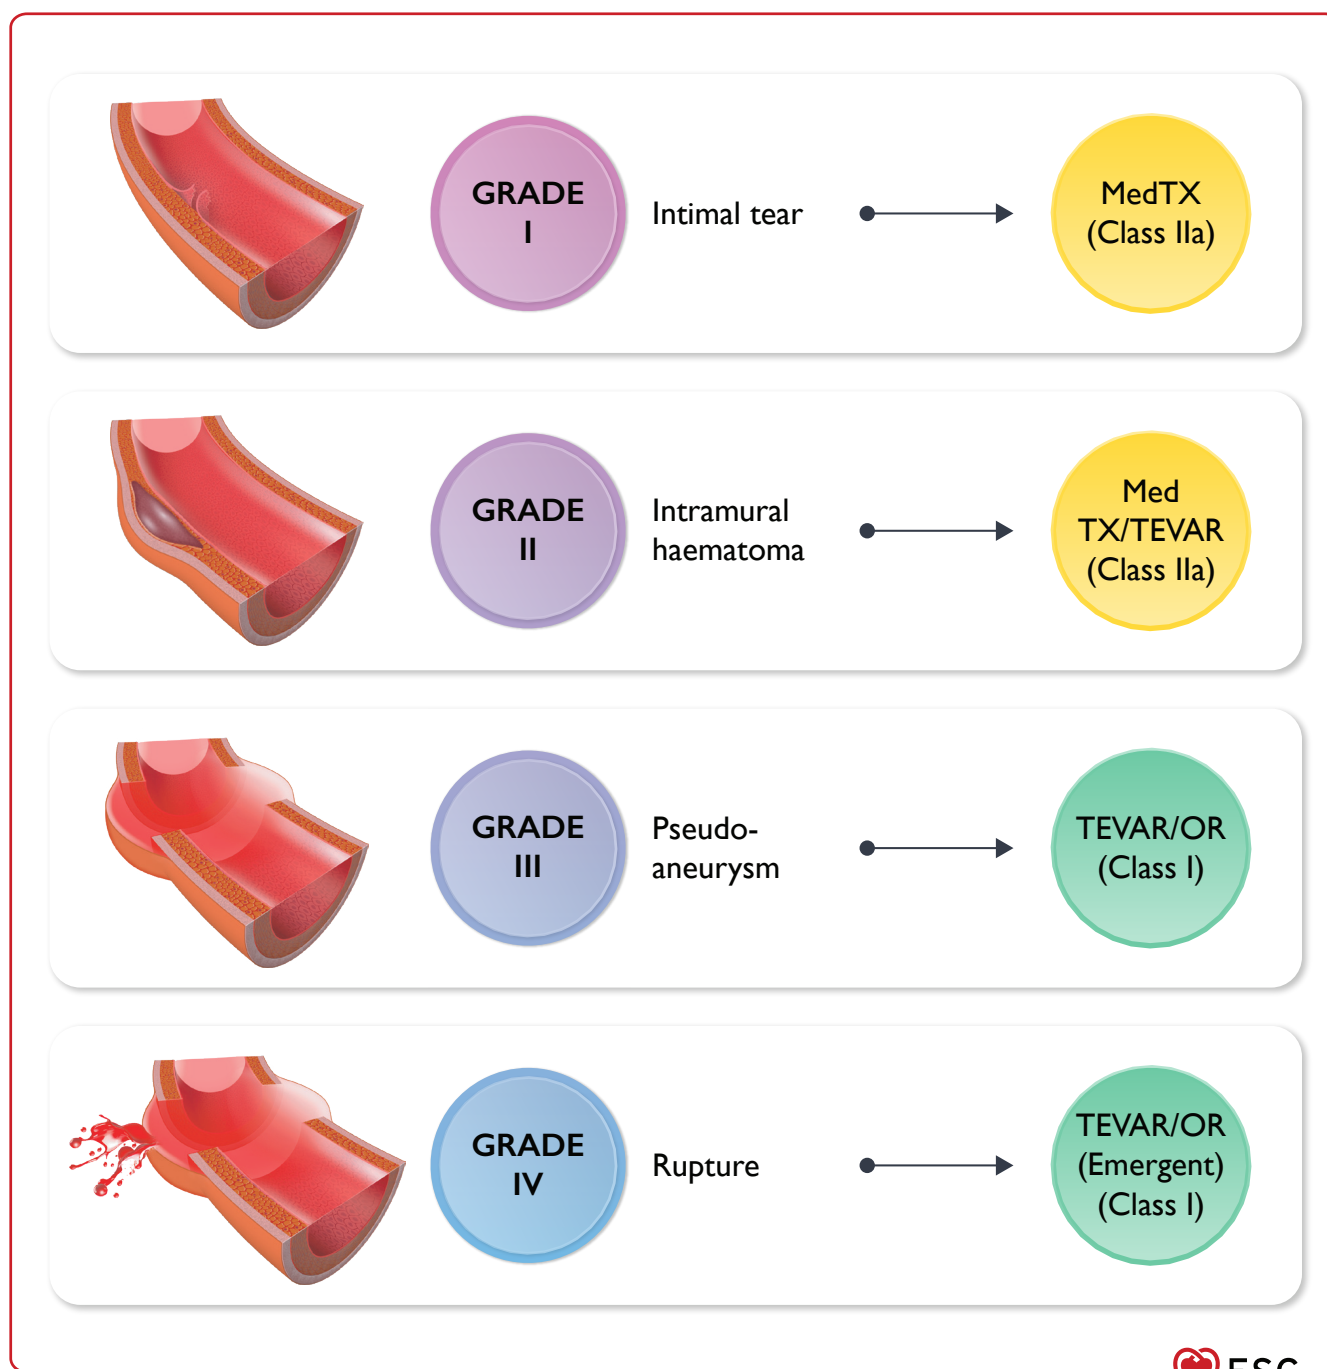 GRADE
I
Intimal tear
MedTX
(Class IIa)
GRADE
II
Intramural
haematoma
Med
TX/TEVAR
(Class IIa)
GRADE
III
Pseudo-
aneurysm
TEVAR/OR
(Class I)
GRADE
IV
Rupture
TEVAR/OR
(Emergent)
(Class I)
ESC